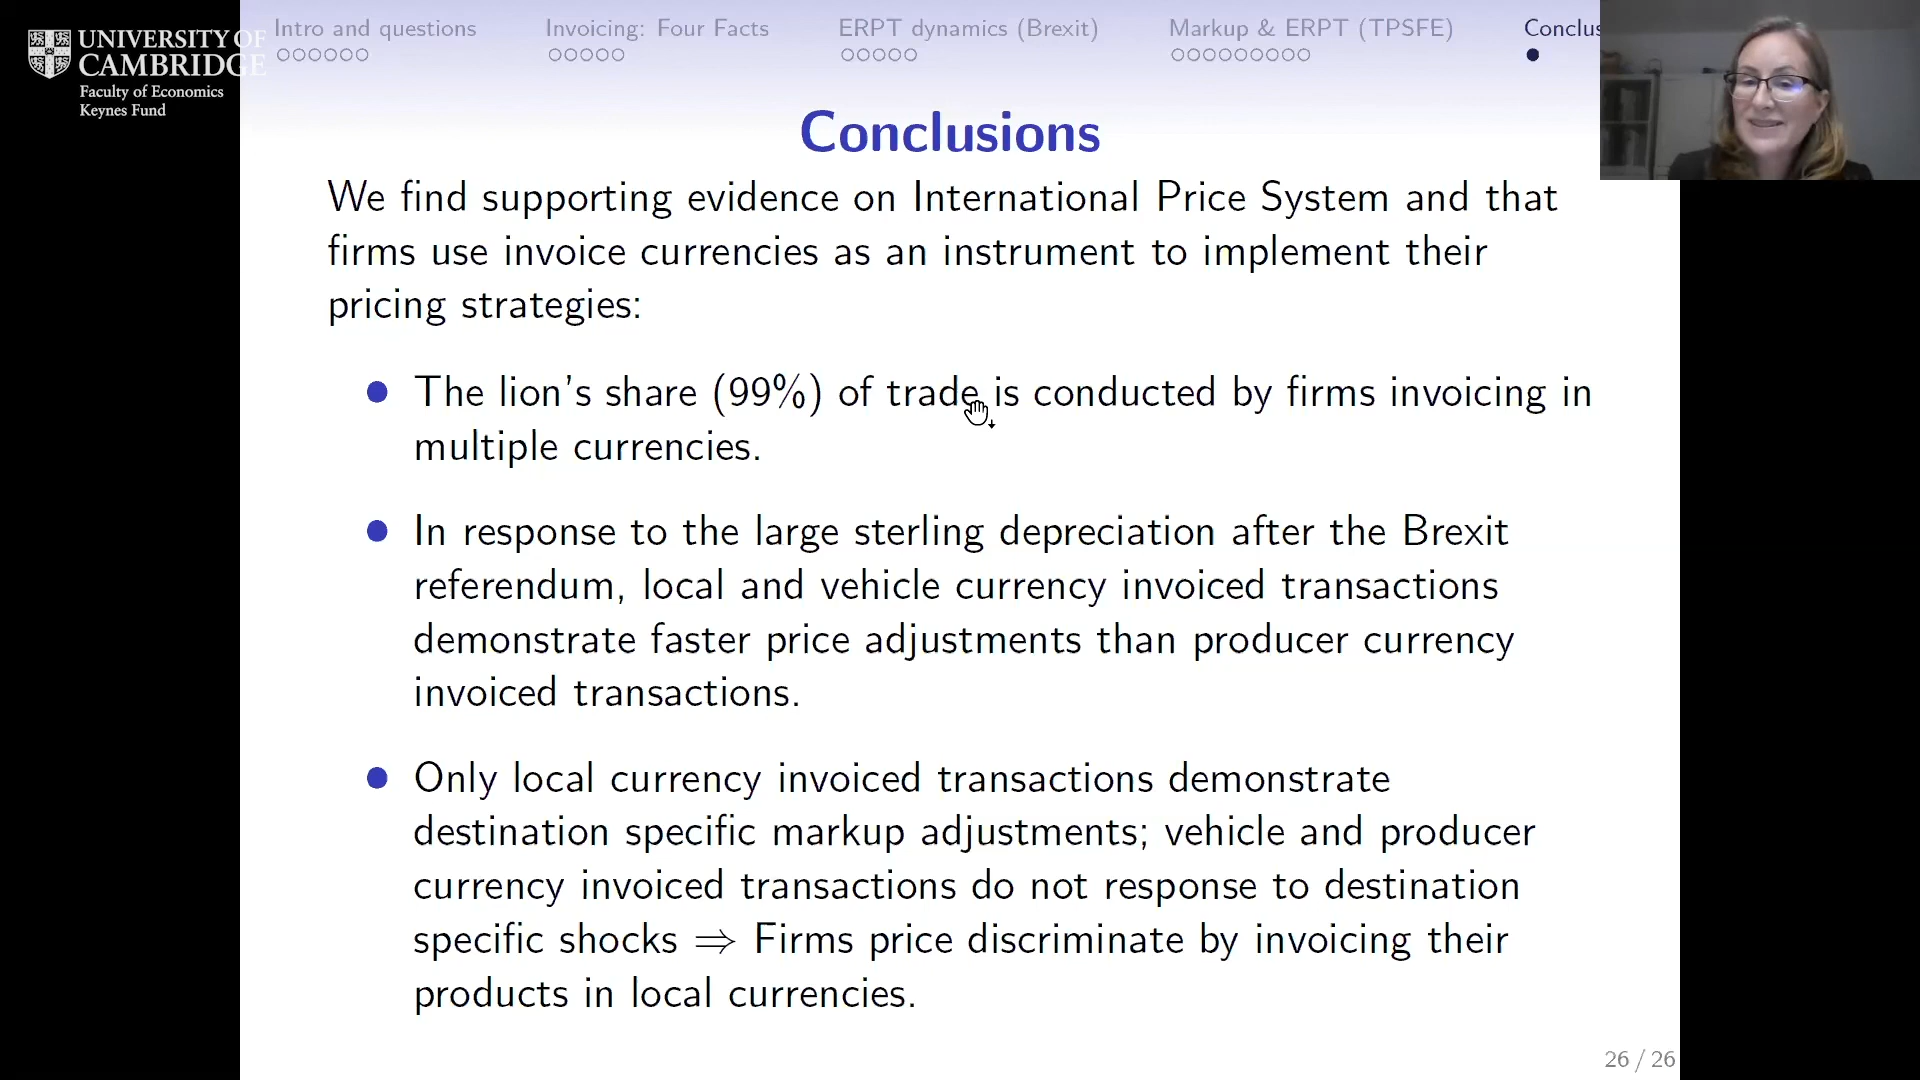 UNIVERSITY OF
CAMBRIDGE
Faculty of Economics
Keynes Fund
Intro and questions
Invoicing: Four Facts
ERPT dynamics (Brexit)
Markup & ERPT (TPSFE)
Conclus
Conclusions
We find supporting evidence on International Price System and that
firms use invoice currencies as an instrument to implement their
pricing strategies:
The lion's share (99%) of trade is conducted by firms invoicing in
multiple currencies.
In response to the large sterling depreciation after the Brexit
referendum, local and vehicle currency invoiced transactions
demonstrate faster price adjustments than producer currency
invoiced transactions.
Only local currency invoiced transactions demonstrate
destination specific markup adjustments; vehicle and producer
currency invoiced transactions do not response to destination
specific shocks ⇒ Firms price discriminate by invoicing their
products in local currencies.
26 / 26